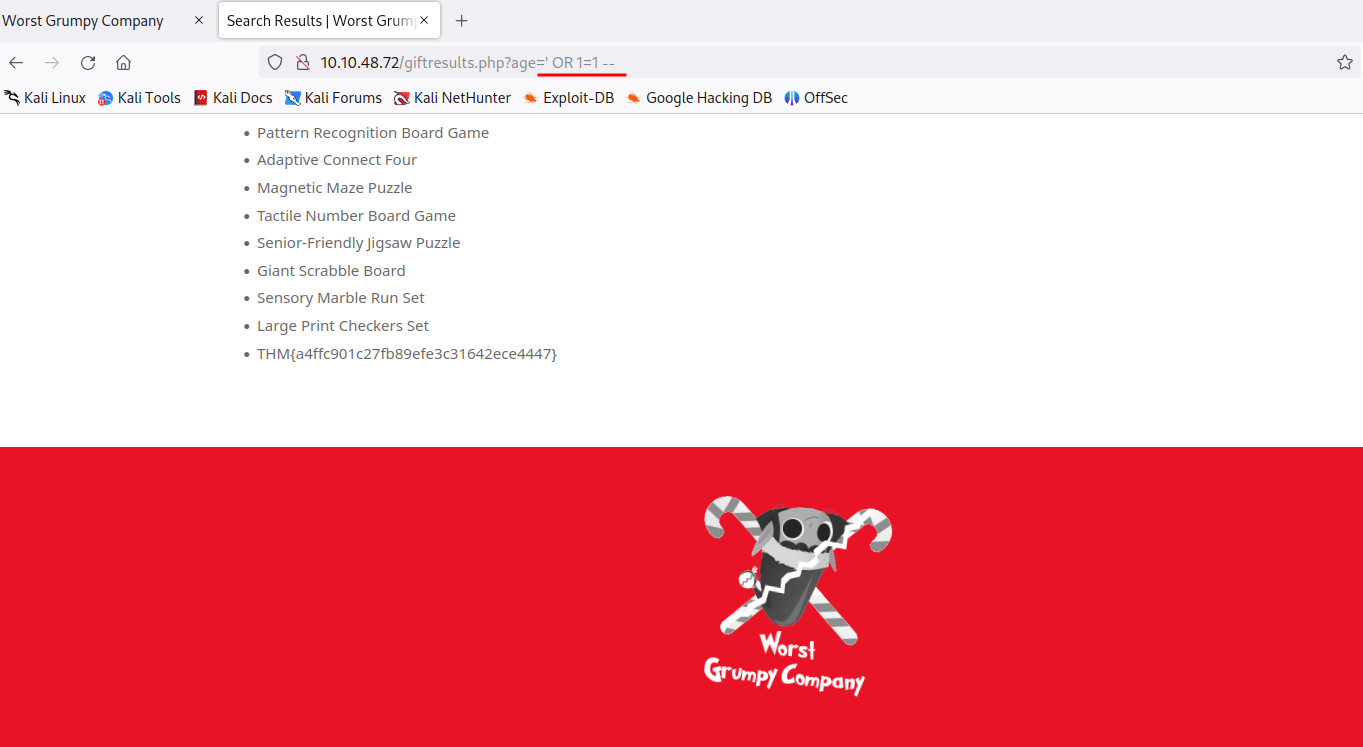 Worst Grumpy Company
Search Results | Worst Grum
10.10.48.72/giftresults.php?age=' OR 1=1 --
Kali Linux Kali Tools Kali Docs Kali Forums Kali NetHunter Exploit-DB Google Hacking DB OffSec
• Pattern Recognition Board Game
• Adaptive Connect Four
• Magnetic Maze Puzzle
• Tactile Number Board Game
• Senior-Friendly Jigsaw Puzzle
• Giant Scrabble Board
• Sensory Marble Run Set
• Large Print Checkers Set
• THM{a4ffc901c27fb89efe3c31642ece4447}
Worst
Grumpy Company